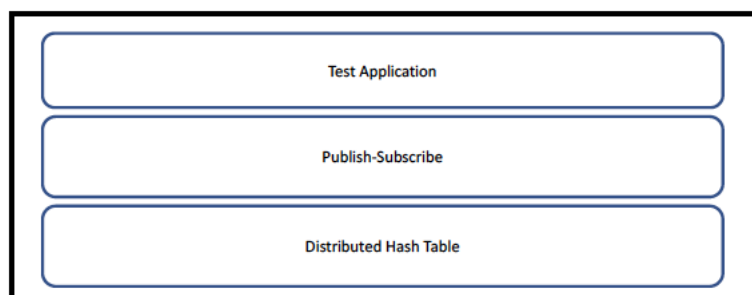 Test Application
Publish-Subscribe
Distributed Hash Table